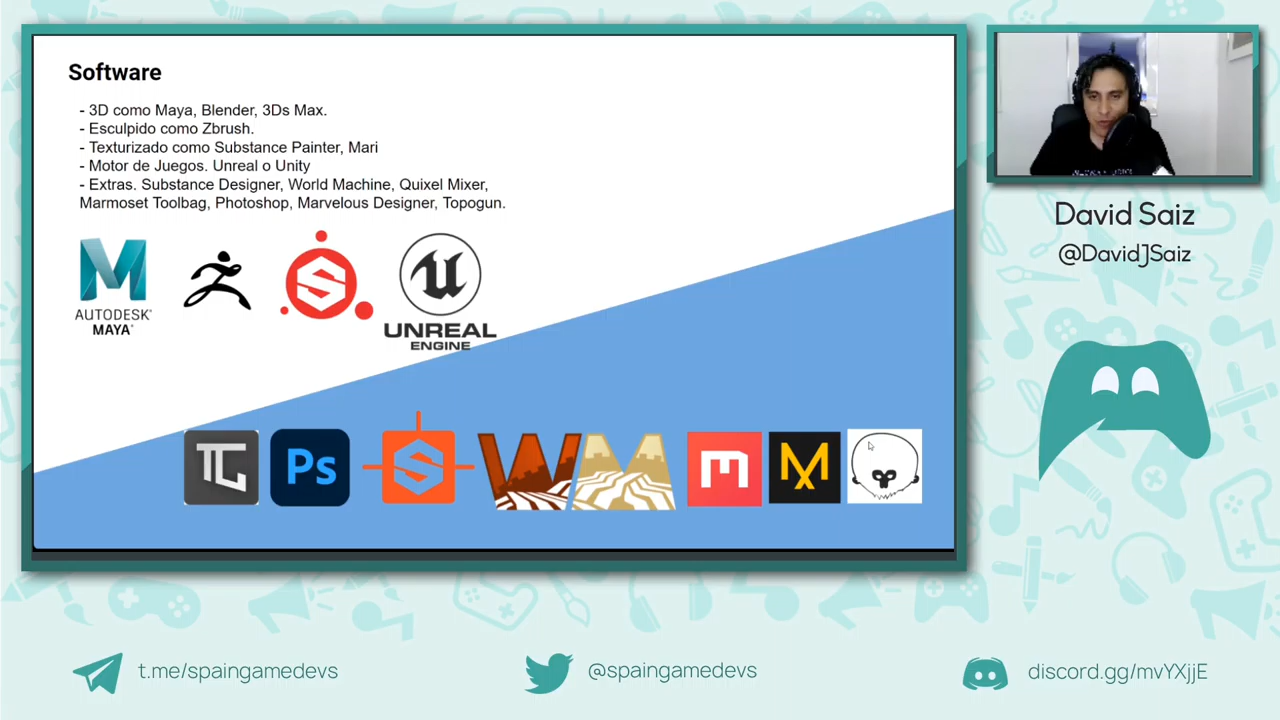 Software
- 3D como Maya, Blender, 3Ds Max.
- Esculpido como Zbrush.
- Texturizado como Substance Painter, Mari
- Motor de Juegos. Unreal o Unity
- Extras. Substance Designer, World Machine, Quixel Mixer,
Marmoset Toolbag, Photoshop, Marvelous Designer, Topogun.
M
AUTODESK®
MAYA®
S
u
UNREAL
ENGINE
TG
Ps
S
WM
m
M
David Saiz
@DavidJSaiz
t.me/spaingamedevs
@spaingamedevs
discord.gg/mvYXjjE